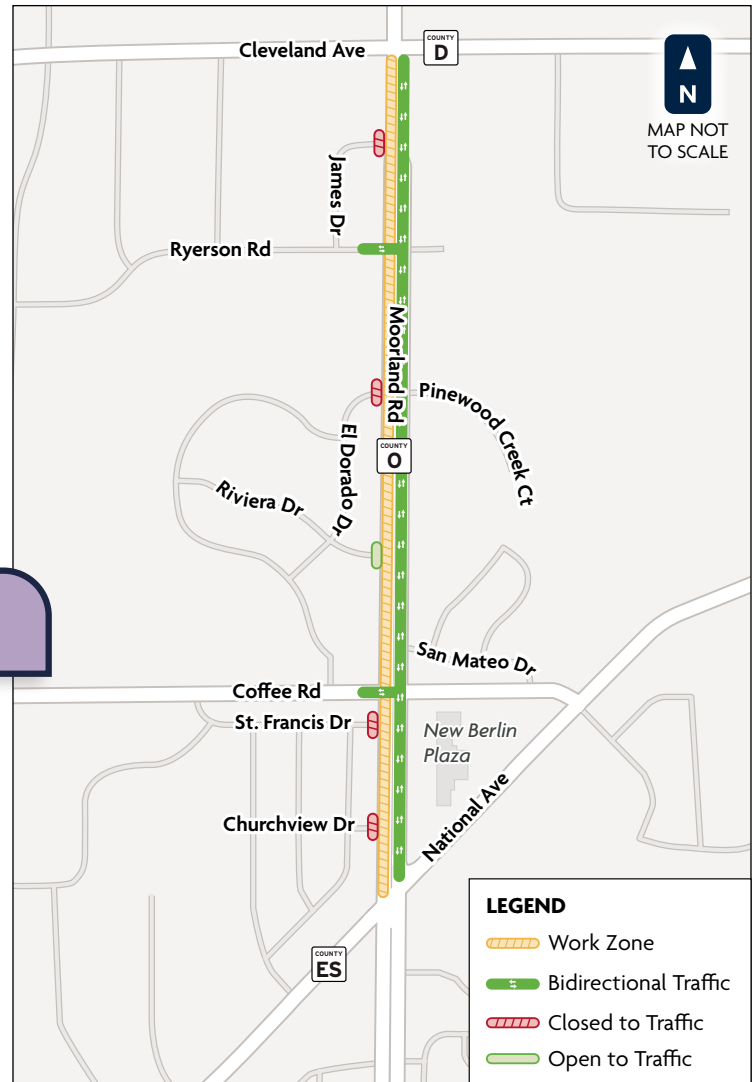 Cleveland Ave
COUNTY
D
N
MAP NOT
TO SCALE
James Dr
Ryerson Rd
Moorland Rd
Pinewood Creek Ct
COUNTY
O
El Dorado Dr
Riviera Dr
San Mateo Dr
Coffee Rd
St. Francis Dr
New Berlin
Plaza
Churchview Dr
National Ave
COUNTY
ES
LEGEND
Work Zone
Bidirectional Traffic
Closed to Traffic
Open to Traffic